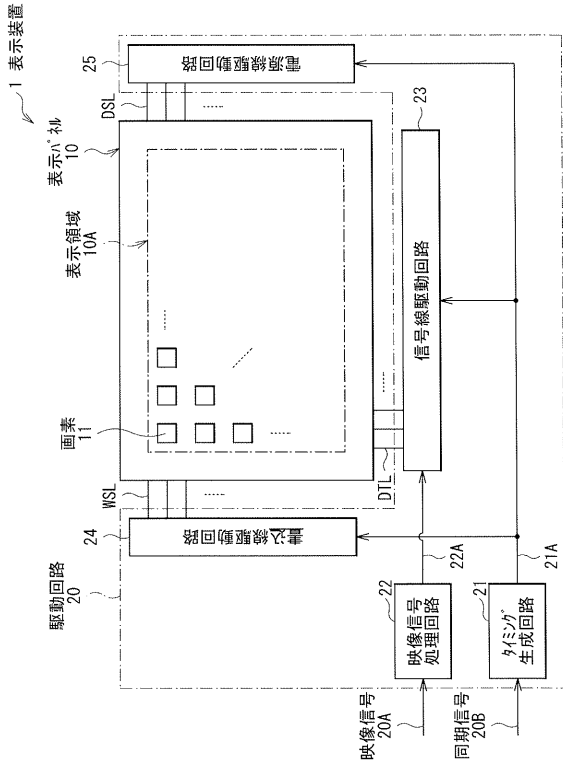 1 表示装置
表示パネル
10
表示領域
10A
画素
11
WSL
DSL
DTL
駆動回路
20
24
書込線駆動回路
25
電源線駆動回路
23
信号線駆動回路
22
映像信号
処理回路
22A
21
タイミング
生成回路
21A
映像信号
20A
同期信号
20B